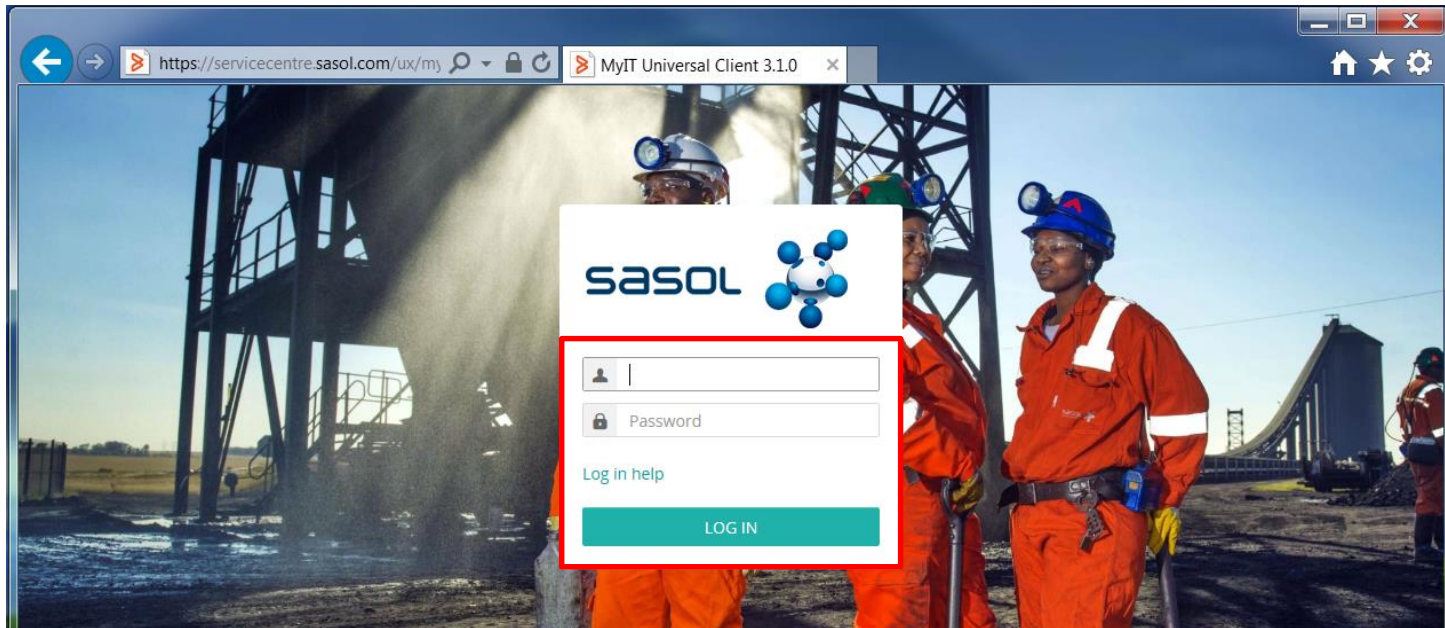 https://servicecentre.sasol.com/ux/my
MyIT Universal Client 3.1.0
sasol
Password
Log in help
LOG IN